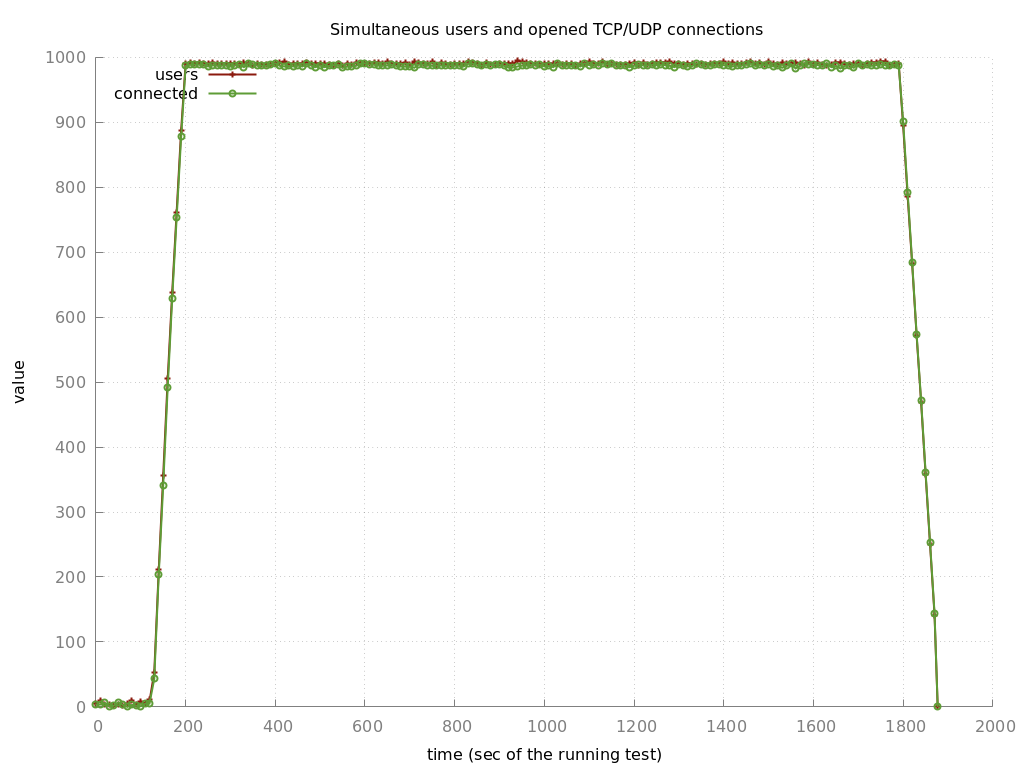 Simultaneous users and opened TCP/UDP connections
1000
users
connected
900
800
700
600
500
400
300
200
100
0
value
0 200 400 600 800 1000 1200 1400 1600 1800 2000
time (sec of the running test)